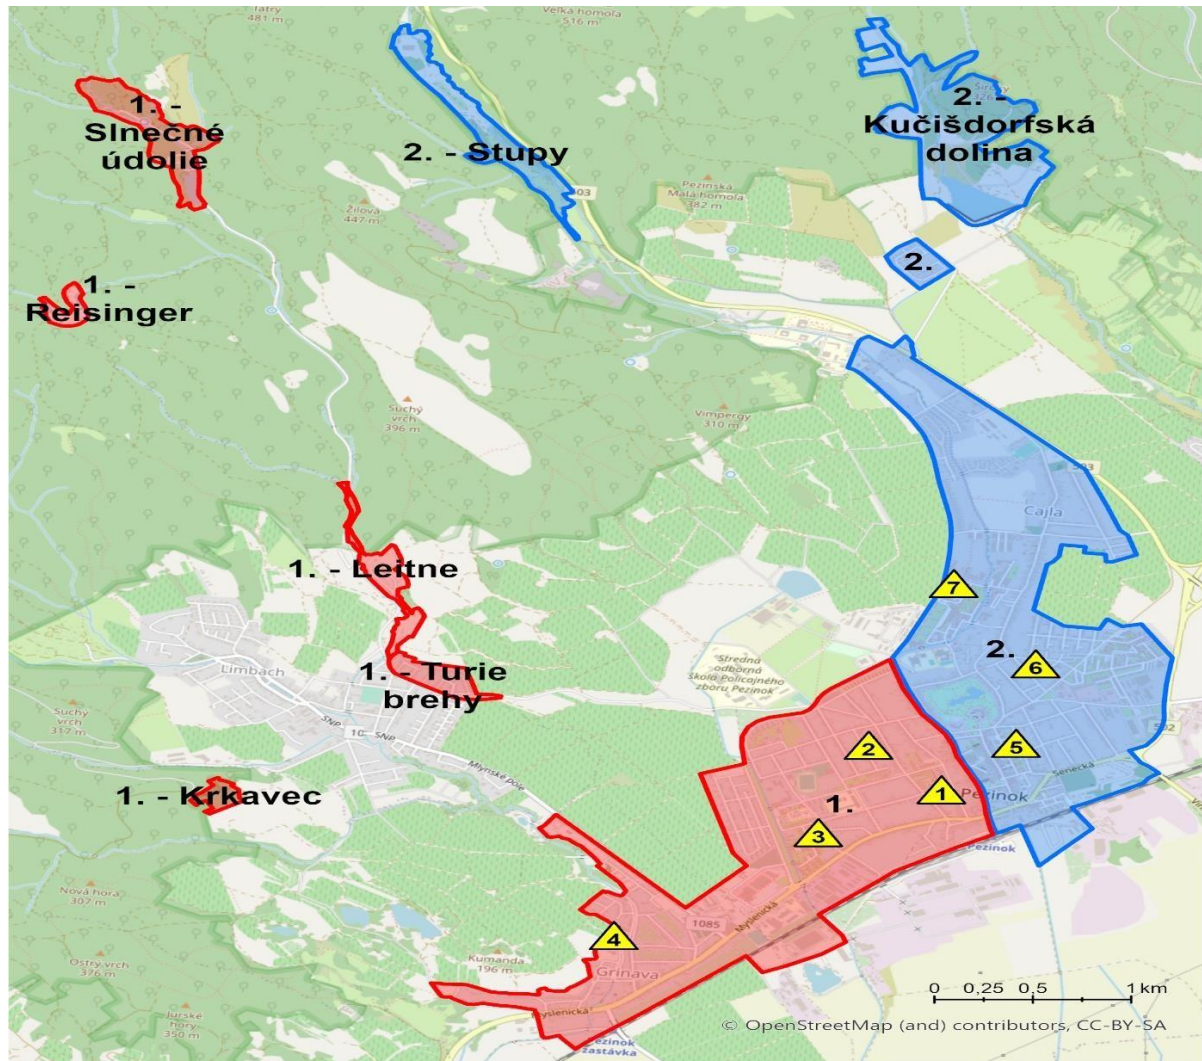 Tatry
481 m
Veľká homola
516 m
1. -
Slnečné
údolie
2. - Stupy
503
2. -
Kučišdorfská
dolina
Pezinská
Malá homola
382 m
Žilová
447 m
2.
1. -
Reisinger
Suchý
vrch
396 m
Vimpergy
310 m
503
Cajla
1. - Leitne
7
Limbach
1. - Turie
brehy
Stredná
odborná
škola Policajného
zboru Pezinok
2.
6
Suchý
vrch
317 m
SNP
SNP
502
2
5
Senecká
Mlynské pole
1. - Krkavec
1
Pezinok
1.
3
Pezinok
Nová hora
307 m
Myslenická
1085
4
Kumanda
196 m
Grinava
Ostrý vrch
376 m
Jurské
hory
350 m
Myslenická
0 0,25 0,5 1 km
© OpenStreetMap (and) contributors, CC-BY-SA
Pezinok
zastávka